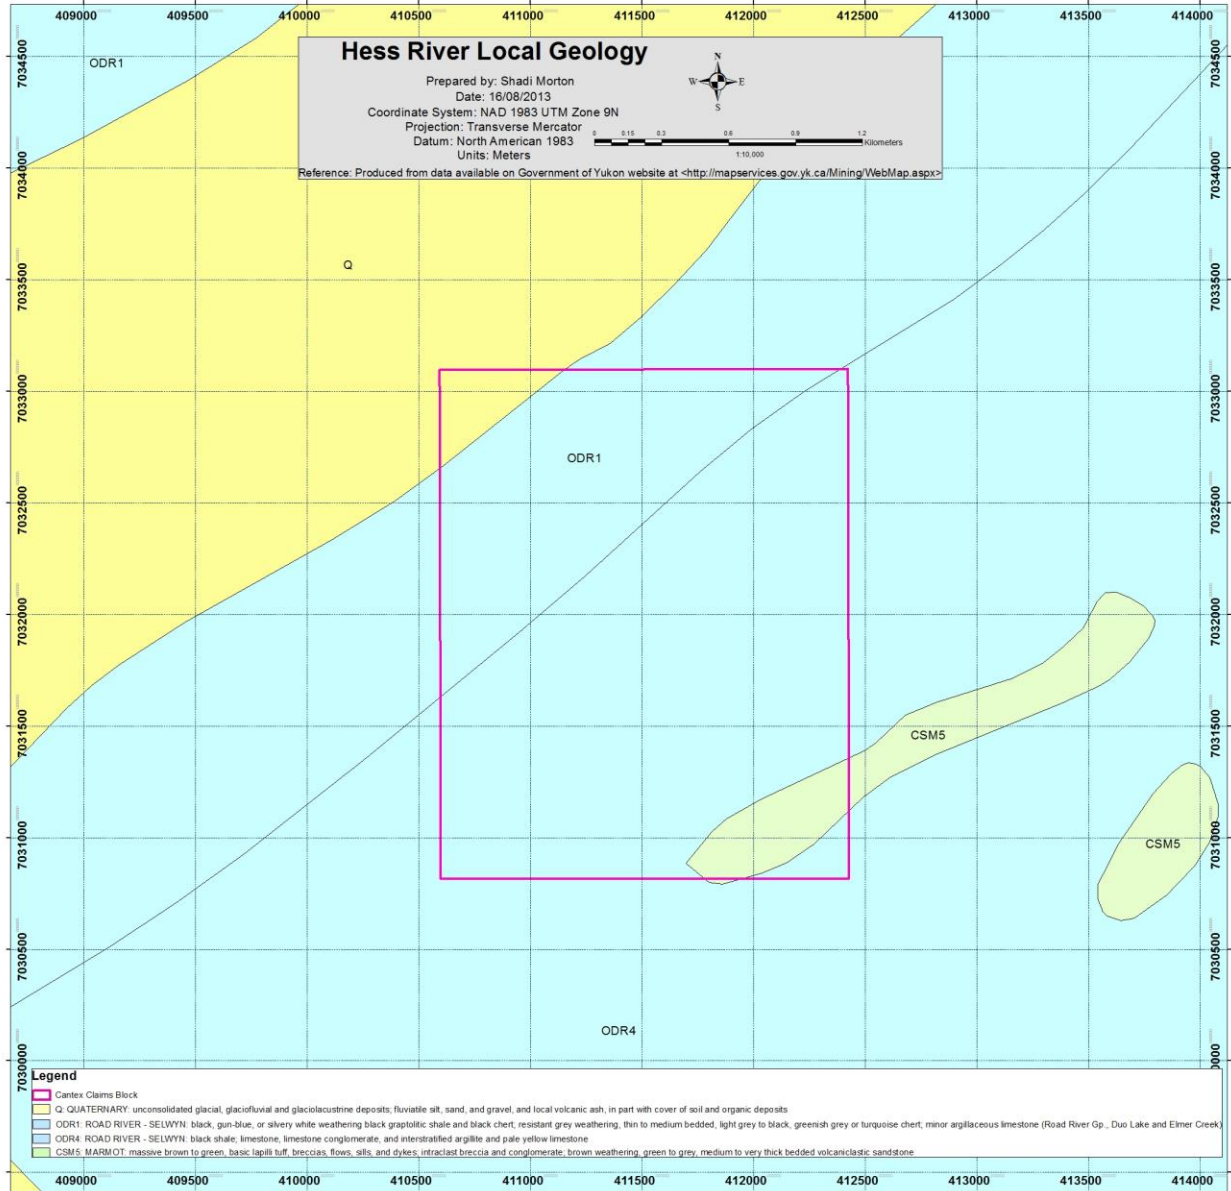 409000 409500 410000 410500 411000 411500 412000 412500 413000 413500 414000
Hess River Local Geology
Prepared by: Shadi Morton
Date: 16/08/2013
Coordinate System: NAD 1983 UTM Zone 9N
Projection: Transverse Mercator
Datum: North American 1983
Units: Meters
Reference: Produced from data available on Government of Yukon website at <http://mapservices.gov.yk.ca/Mining/WebMap.aspx>
N
W E
S
0 0.15 0.3 0.6 0.9 1.2
Kilometers
1:10,000
7034500 7034500
ODR1
7034000 7034000
Q
7033500 7033500
7033000 7033000
ODR1
7032500 7032500
7032000 7032000
7031500 7031500
CSM5
7031000 7031000
CSM5
7030500 7030500
ODR4
7030000
Legend
Cantex Claims Block
Q: QUATERNARY: unconsolidated glacial, glaciofluvial and glaciolacustrine deposits; fluviatile silt, sand, and gravel, and local volcanic ash, in part with cover of soil and organic deposits
ODR1: ROAD RIVER - SELWYN: black, gun-blue, or silvery white weathering black graptolitic shale and black chert; resistant grey weathering, thin to medium bedded, light grey to black, greenish grey or turquoise chert; minor argillaceous limestone (Road River Gp., Duo Lake and Elmer Creek)
ODR4: ROAD RIVER - SELWYN: black shale; limestone, limestone conglomerate, and interstratified argillite and pale yellow limestone
CSM5: MARMOT: massive brown to green, basic lapilli tuff, breccias, flows, sills, and dykes; intraclast breccia and conglomerate; brown weathering, green to grey, medium to very thick bedded volcaniclastic sandstone
409000 409500 410000 410500 411000 411500 412000 412500 413000 413500 414000